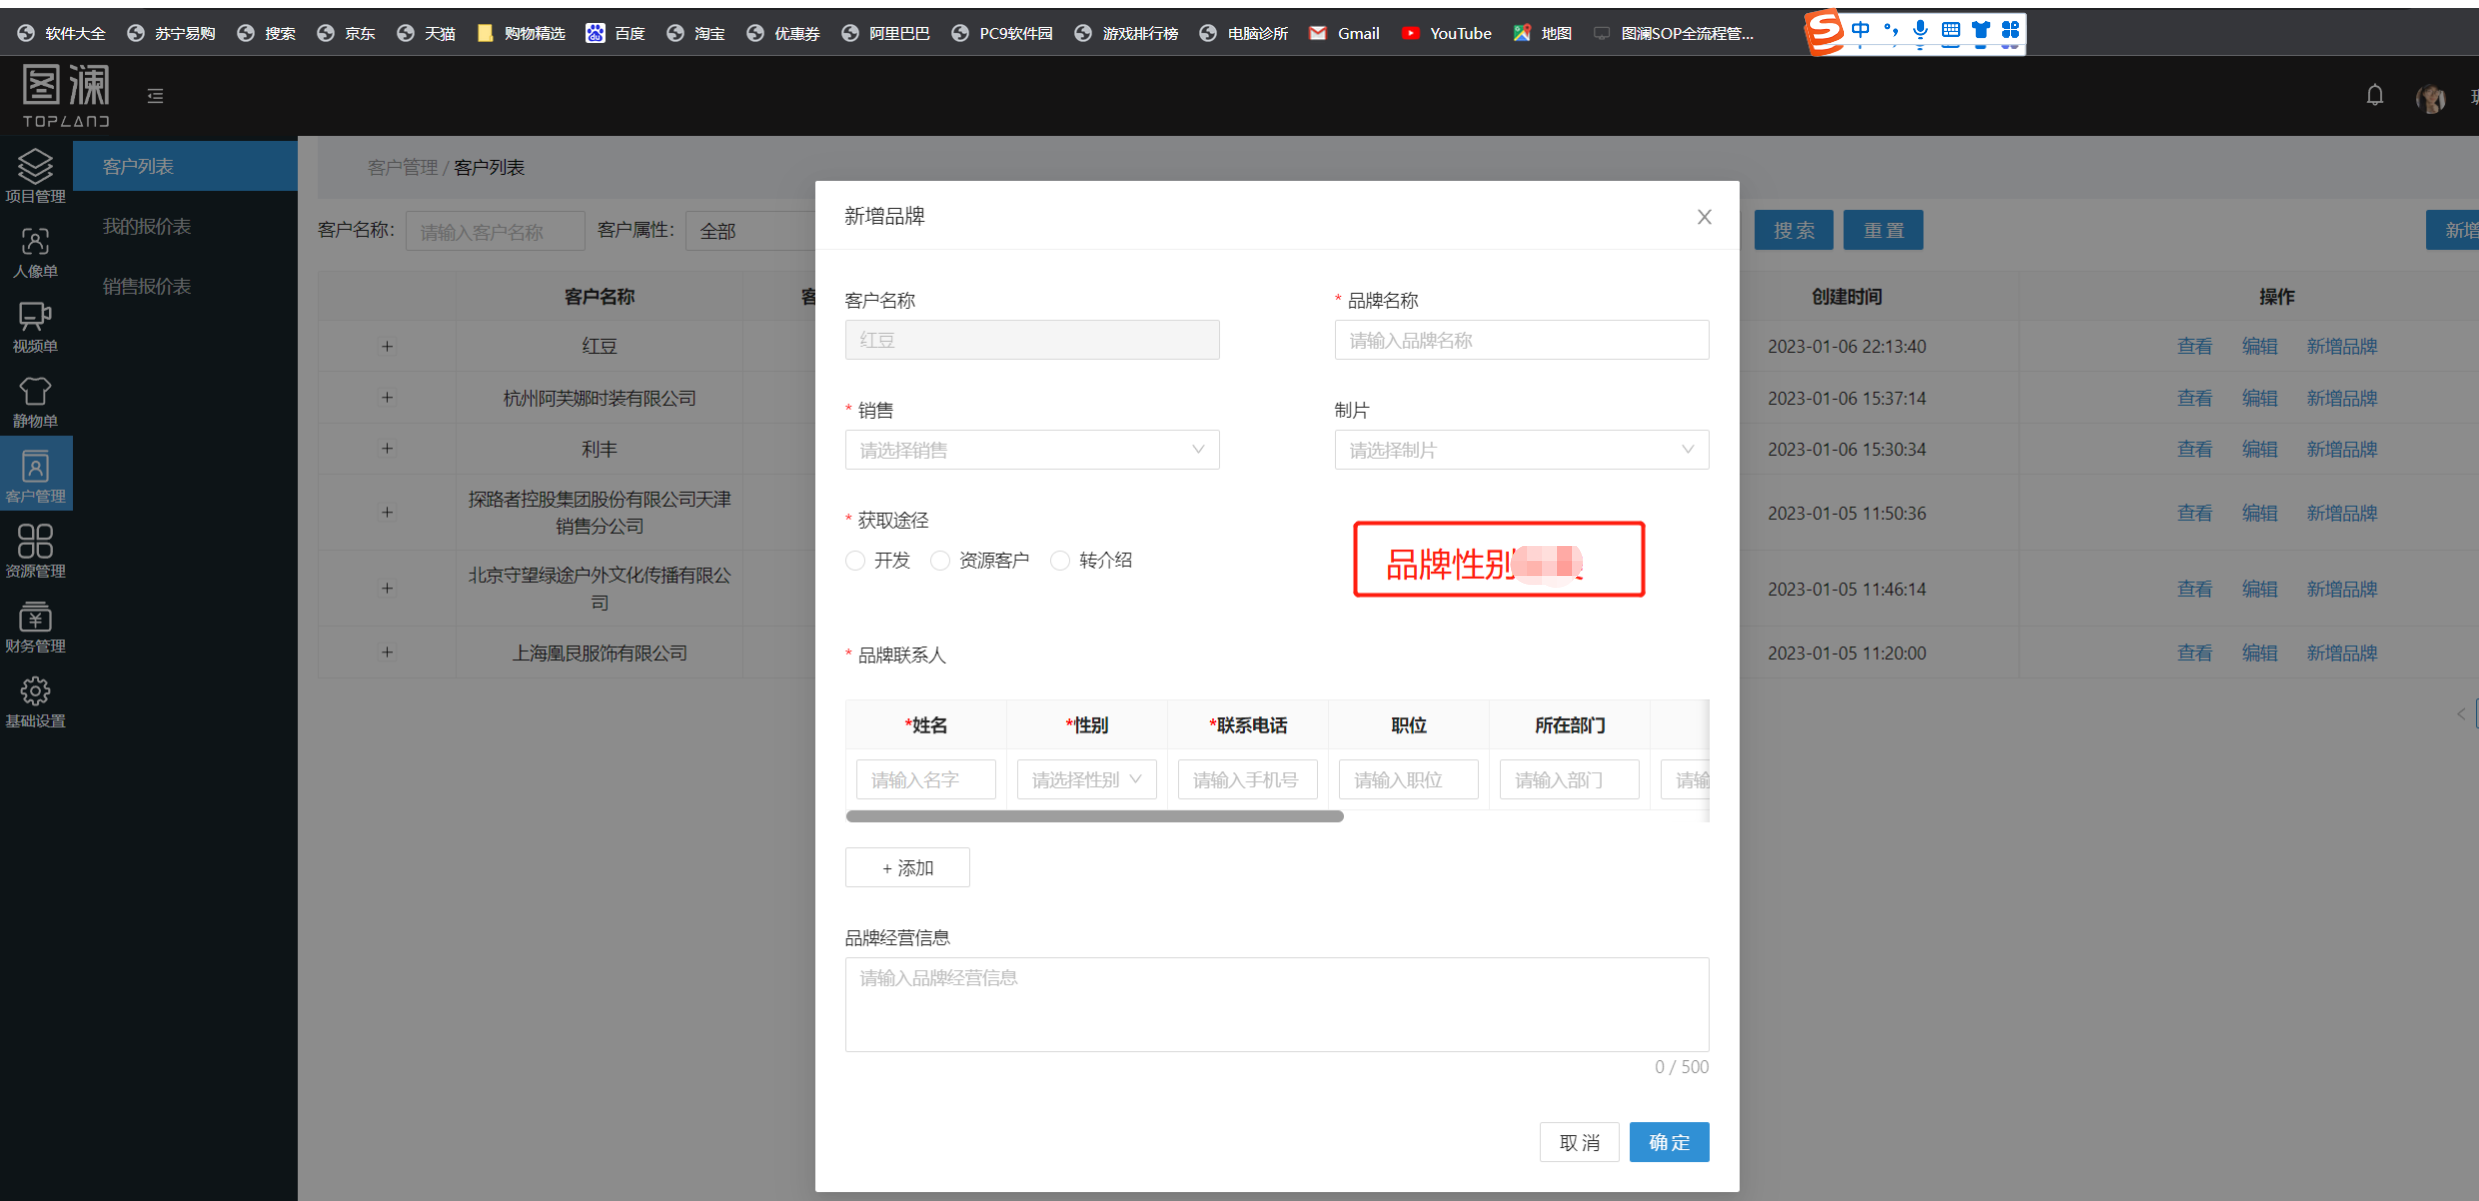 软件大全 苏宁易购 搜索 京东 天猫 购物精选 百度 淘宝 优惠券 阿里巴巴 PC9软件园 游戏排行榜 电脑诊所 Gmail YouTube 地图 图澜SOP全流程管...
中
图澜
TOPLAND
项目管理
人像单
视频单
静物单
客户管理
资源管理
财务管理
基础设置
客户列表
我的报价表
销售报价表
客户管理 / 客户列表
客户名称: 请输入客户名称 客户属性: 全部 搜索 重置 新增
客户名称 客 创建时间 操作
+ 红豆 2023-01-06 22:13:40 查看 编辑 新增品牌
+ 杭州阿芙娜时装有限公司 2023-01-06 15:37:14 查看 编辑 新增品牌
+ 利丰 2023-01-06 15:30:34 查看 编辑 新增品牌
+ 探路者控股集团股份有限公司天津
销售分公司 2023-01-05 11:50:36 查看 编辑 新增品牌
+ 北京守望绿途户外文化传播有限公
司 2023-01-05 11:46:14 查看 编辑 新增品牌
+ 上海凰艮服饰有限公司 2023-01-05 11:20:00 查看 编辑 新增品牌
新增品牌
客户名称 * 品牌名称
红豆 请输入品牌名称
* 销售 制片
请选择销售 请选择制片
* 获取途径
开发 资源客户 转介绍
品牌性别
* 品牌联系人
*姓名 *性别 *联系电话 职位 所在部门
请输入名字 请选择性别 请输入手机号 请输入职位 请输入部门 请输
+ 添加
品牌经营信息
请输入品牌经营信息
0 / 500
取消 确定